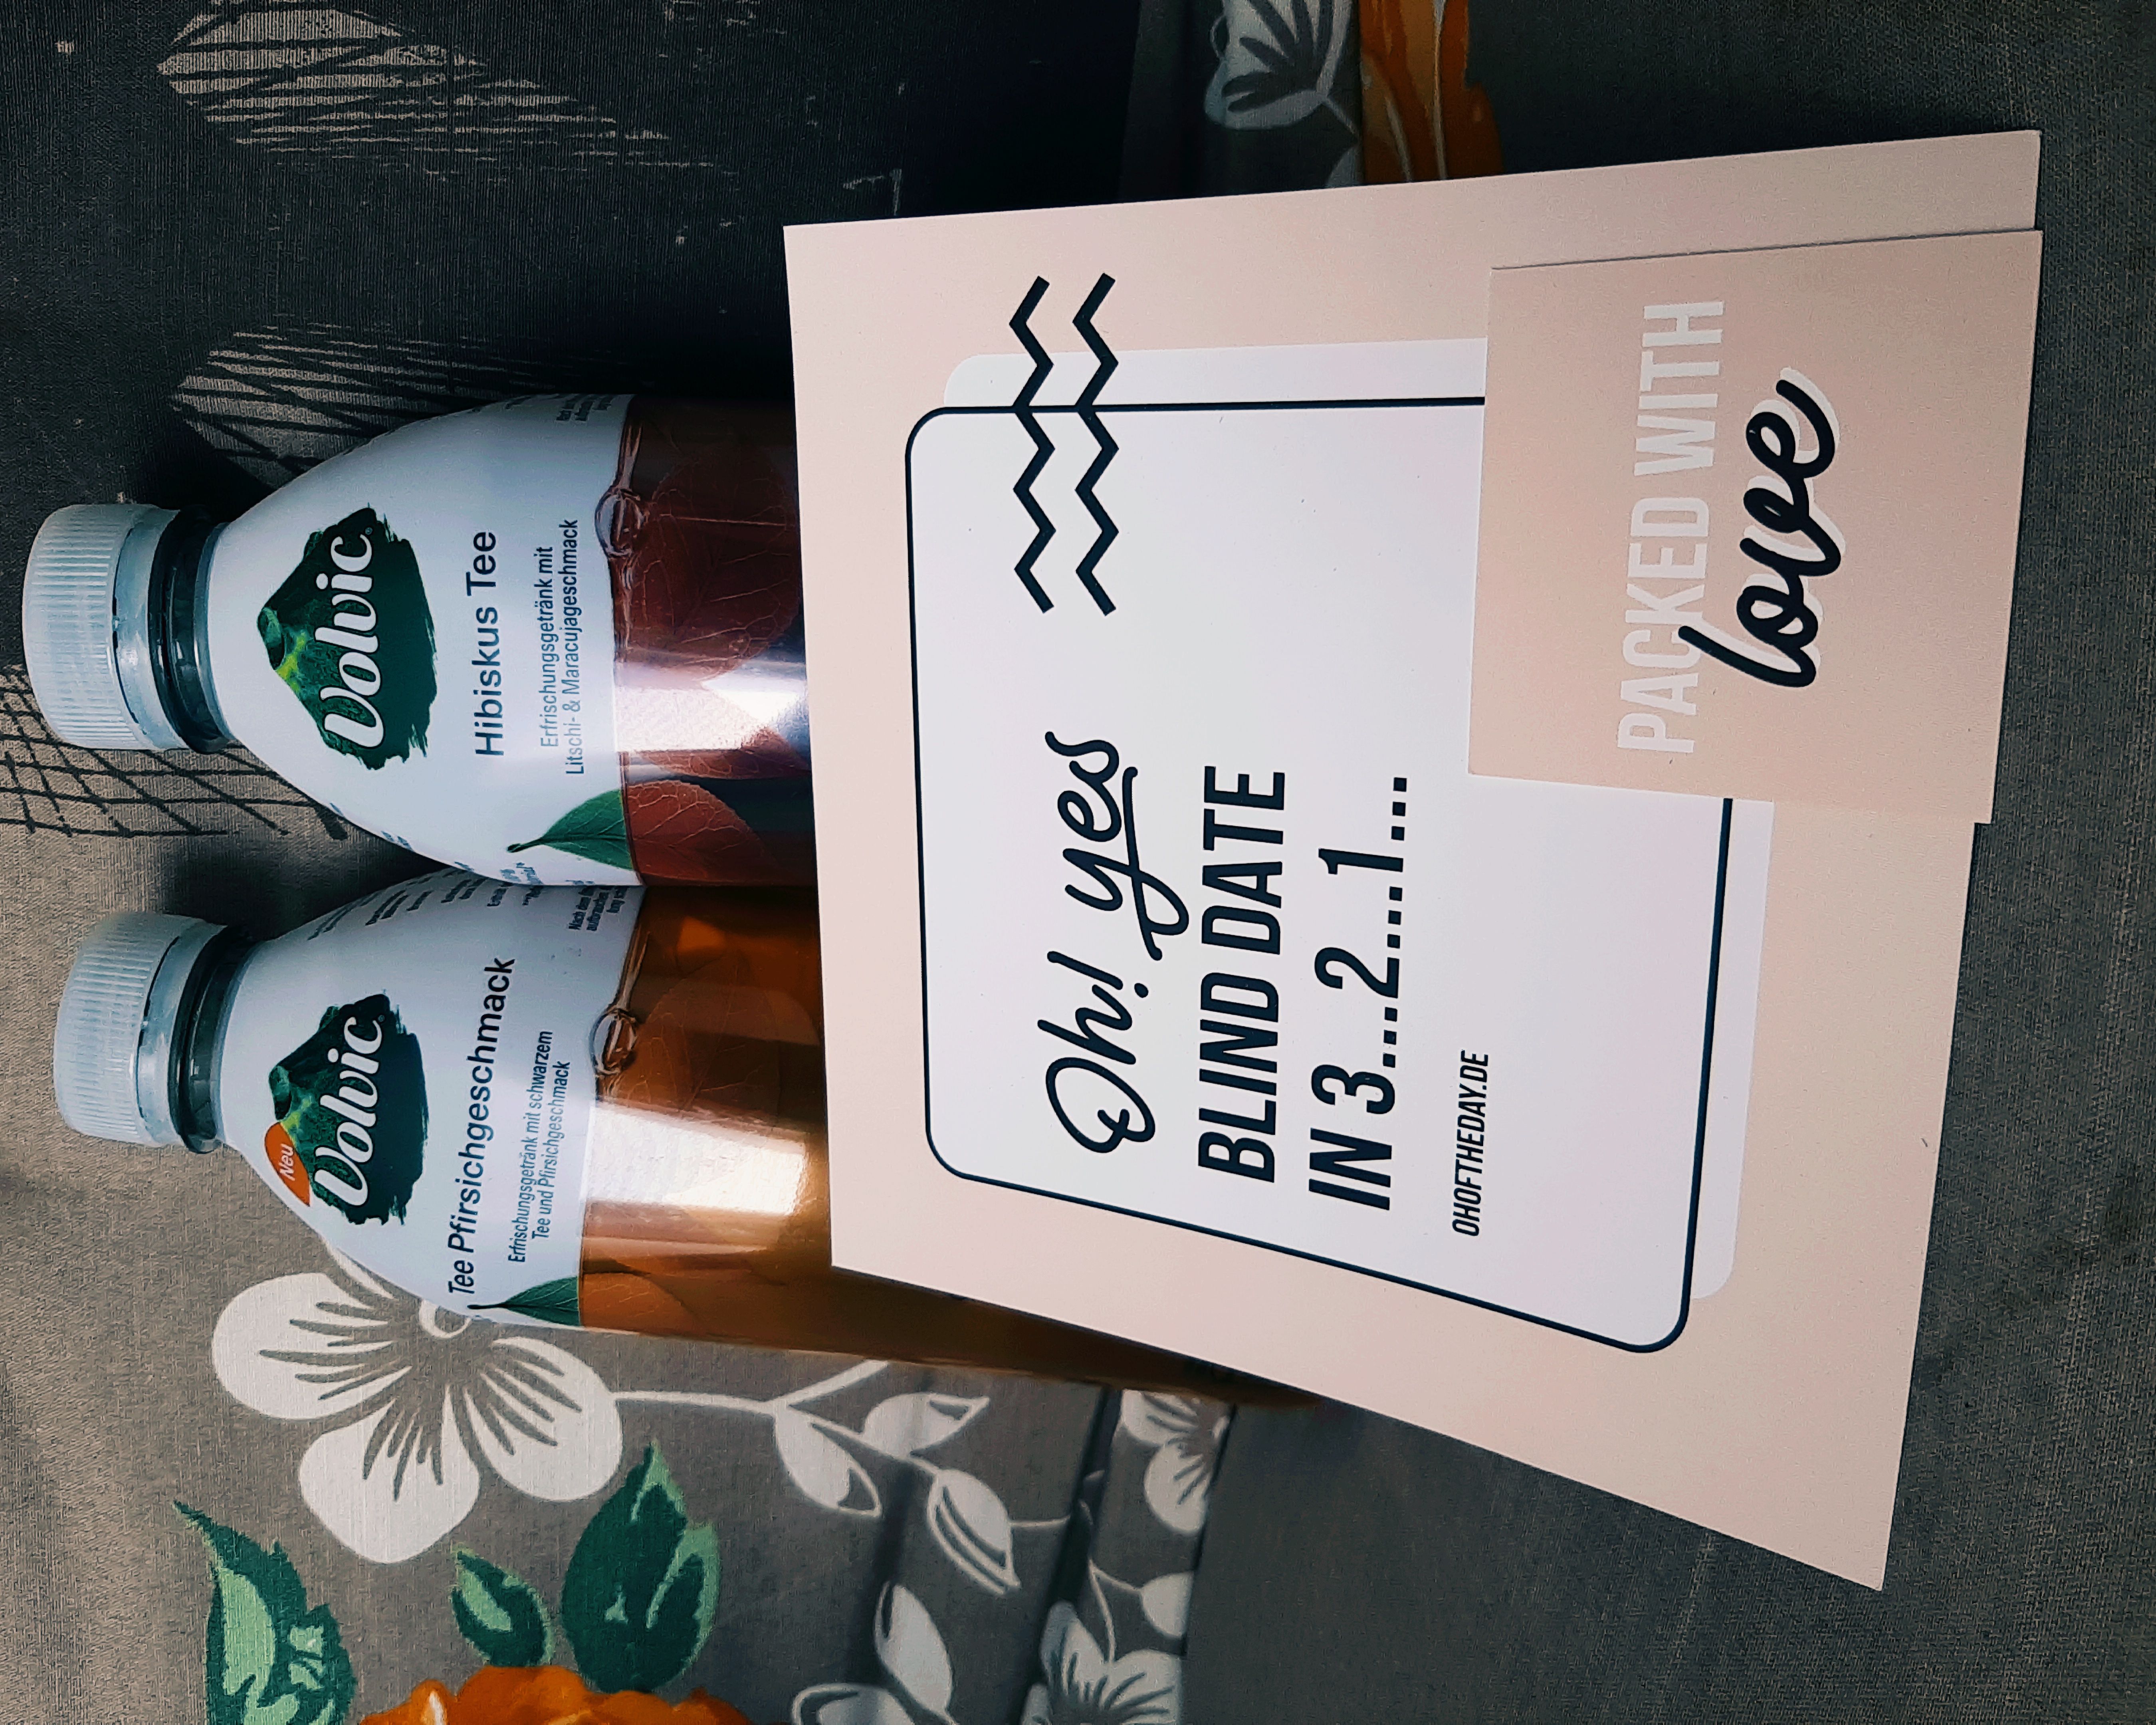 Neu
Volvic
Tee Pfirsichgeschmack
Erfrischungsgetränk mit schwarzem
Tee und Pfirsichgeschmack
Volvic
Hibiskus Tee
Erfrischungsgetränk mit
Litschi- & Maracujageschmack
Oh! yes
BLIND DATE
IN 3....2....1...
OHOFTHEDAY.DE
PACKED WITH
love